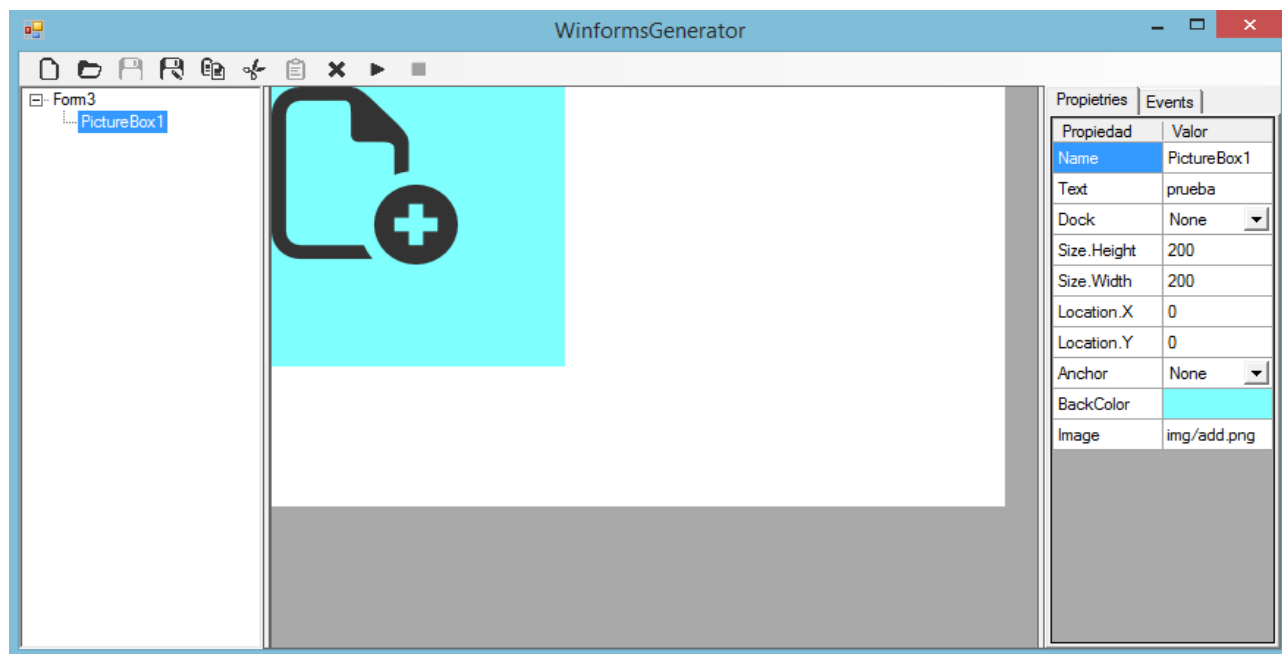 WinformsGenerator
Form3
PictureBox1
Propietries Events
Propiedad Valor
Name PictureBox1
Text prueba
Dock None
Size.Height 200
Size.Width 200
Location.X 0
Location.Y 0
Anchor None
BackColor
Image img/add.png